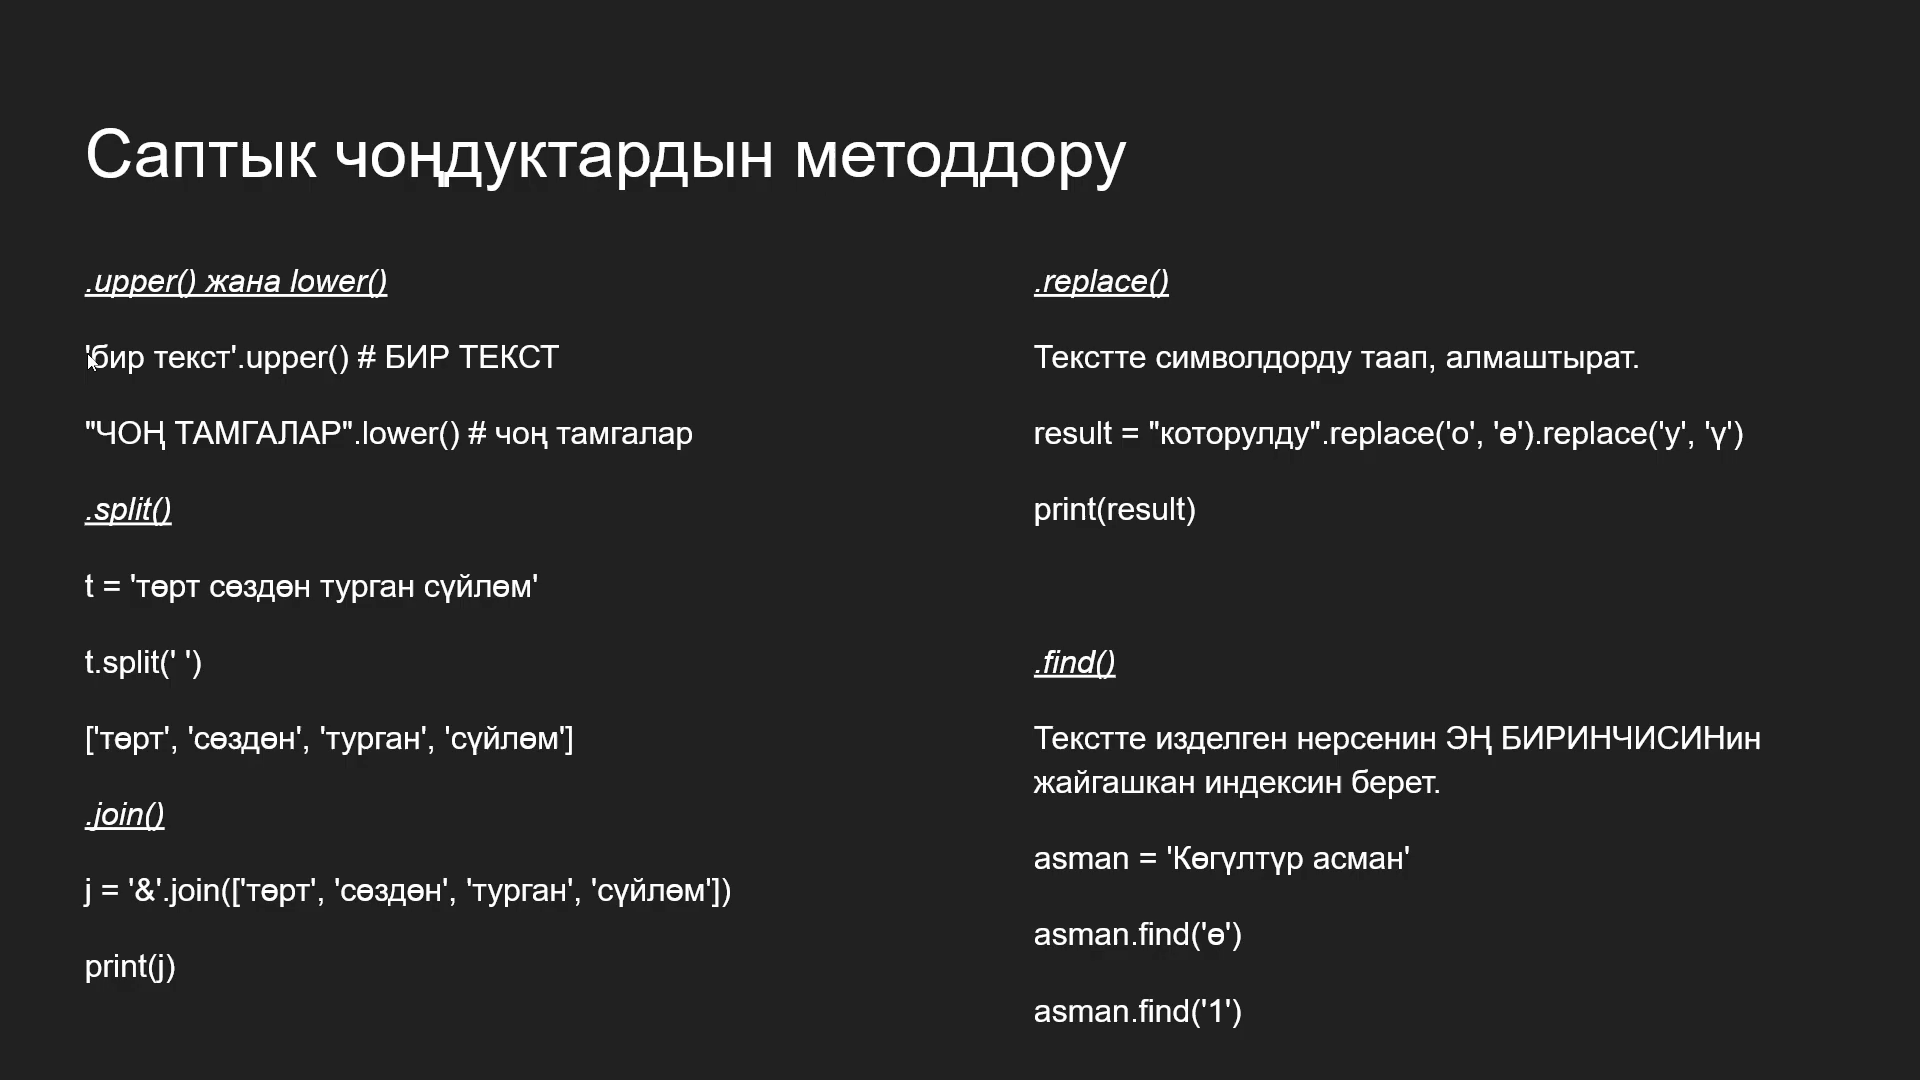 Саптык чоңдуктардын методдору
.upper() жана lower()
'бир текст'.upper() # БИР ТЕКСТ
"ЧОҢ ТАМГАЛАР".lower() # чоң тамгалар
.split()
t = 'төрт сөздөн турган сүйлөм'
t.split(' ')
['төрт', 'сөздөн', 'турган', 'сүйлөм']
.join()
j = '&'.join(['төрт', 'сөздөн', 'турган', 'сүйлөм'])
print(j)
.replace()
Текстте символдорду таап, алмаштырат.
result = "которулду".replace('о', 'ө').replace('у', 'ү')
print(result)
.find()
Текстте изделген нерсенин ЭҢ БИРИНЧИСИНин
жайгашкан индексин берет.
asman = 'Көгүлтүр асман'
asman.find('ө')
asman.find('1')